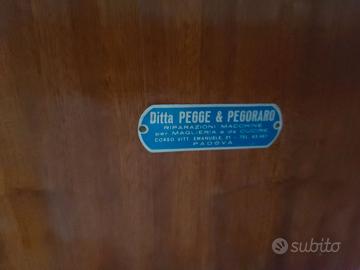 Ditta PEGGE & PEGORARO
RIPARAZIONI MACCHINE
per MAGLIERIA e da CUCIRE
CORSO VITT. EMANUELE, 21 - TEL.
PADOVA
subito